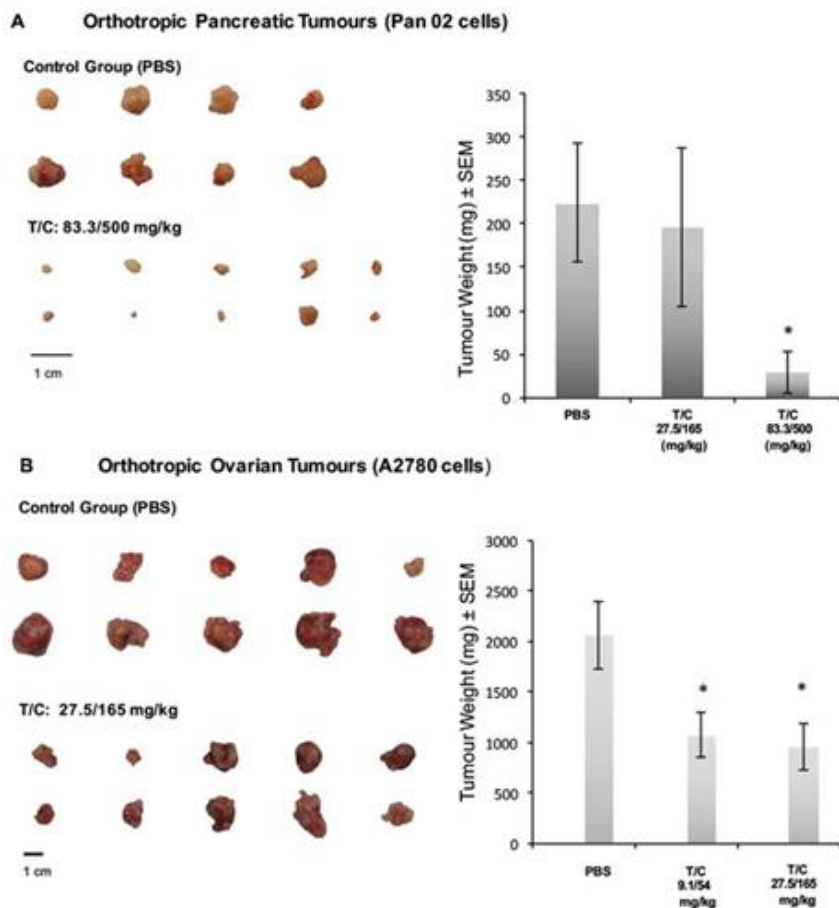 A Orthotropic Pancreatic Tumours (Pan 02 cells)
Control Group (PBS)
T/C: 83.3/500 mg/kg
1 cm
Tumour Weight (mg) ± SEM
350
300
250
200
150
100
50
0
*
PBS
T/C
27.5/165
(mg/kg)
T/C
83.3/500
(mg/kg)
B Orthotropic Ovarian Tumours (A2780 cells)
Control Group (PBS)
T/C: 27.5/165 mg/kg
1 cm
Tumour Weight (mg) ± SEM
3000
2500
2000
1500
1000
500
0
*
*
PBS
T/C
9.1/54
mg/kg
T/C
27.5/165
mg/kg)